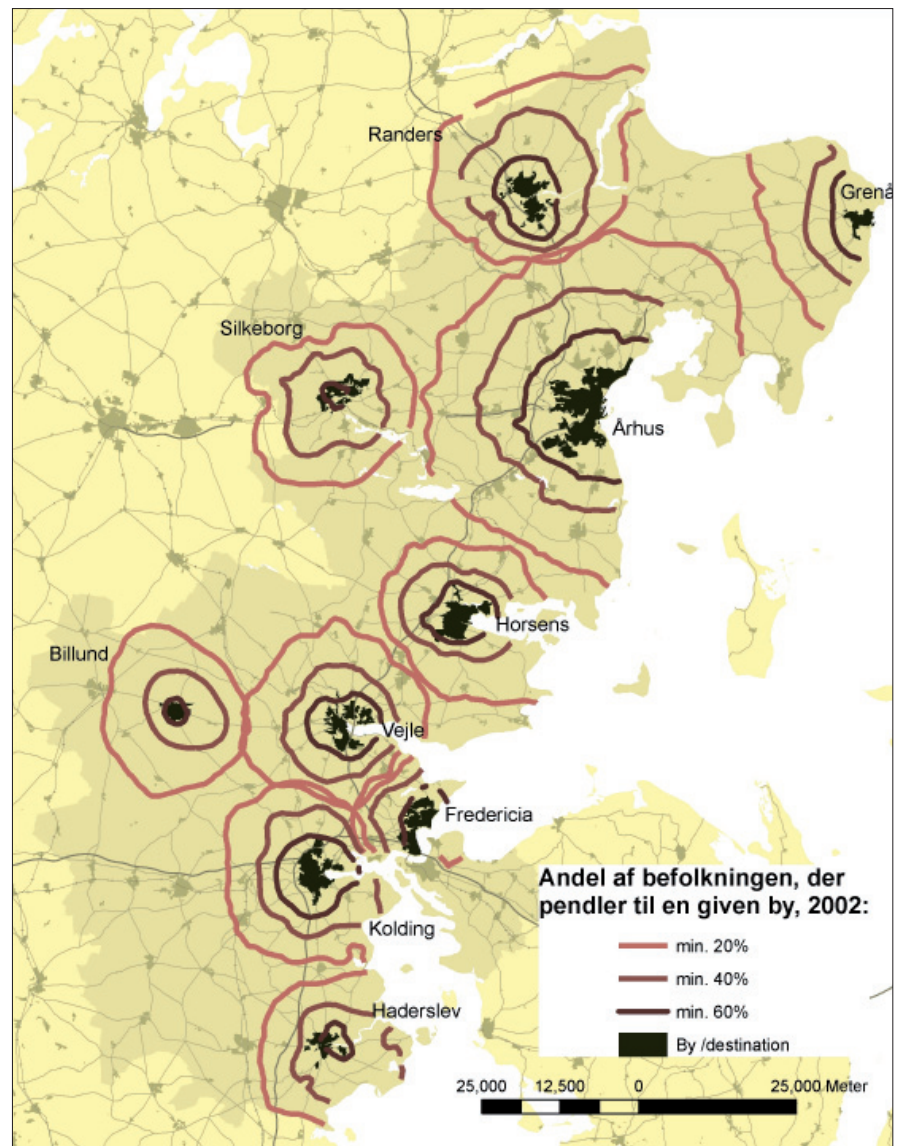 Randers
Grenå
Silkeborg
Århus
Horsens
Billund
Vejle
Fredericia
Kolding
Haderslev
Andel af befolkningen, der
pendler til en given by, 2002:
min. 20%
min. 40%
min. 60%
By /destination
25,000 12,500 0 25,000 Meter